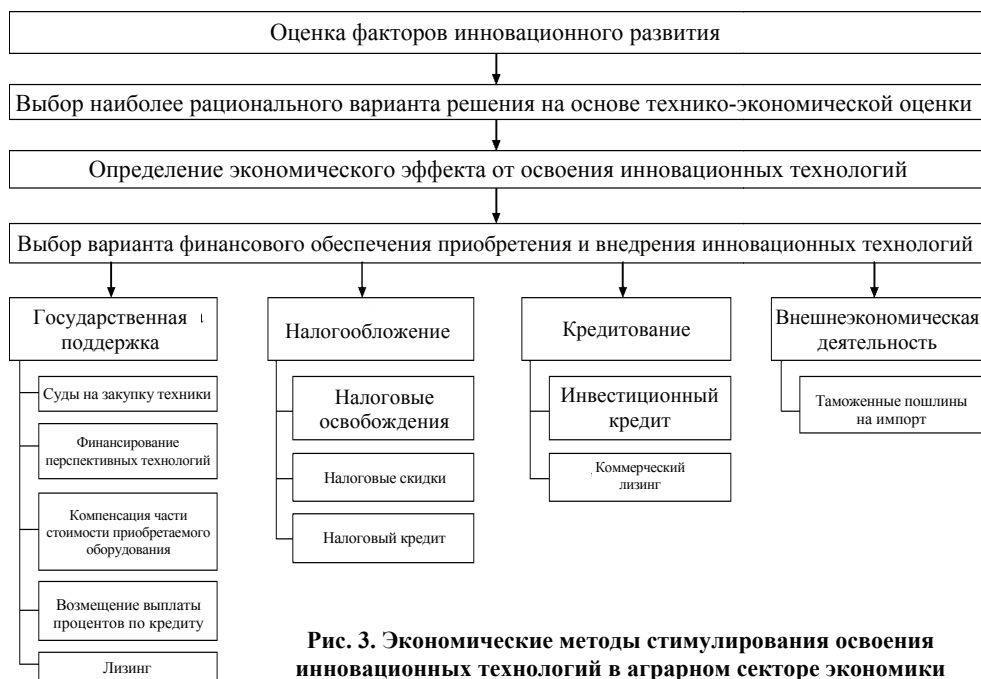 Оценка факторов инновационного развития
Выбор наиболее рационального варианта решения на основе технико-экономической оценки
Определение экономического эффекта от освоения инновационных технологий
Выбор варианта финансового обеспечения приобретения и внедрения инновационных технологий
Государственная
поддержка
Суды на закупку техники
Финансирование
перспективных технологий
Компенсация части
стоимости приобретаемого
оборудования
Возмещение выплаты
процентов по кредиту
Лизинг
Налогообложение
Налоговые
освобождения
Налоговые скидки
Налоговый кредит
Кредитование
Инвестиционный
кредит
Коммерческий
лизинг
Внешнеэкономическая
деятельность
Таможенные пошлины
на импорт
Рис. 3. Экономические методы стимулирования освоения
инновационных технологий в аграрном секторе экономики